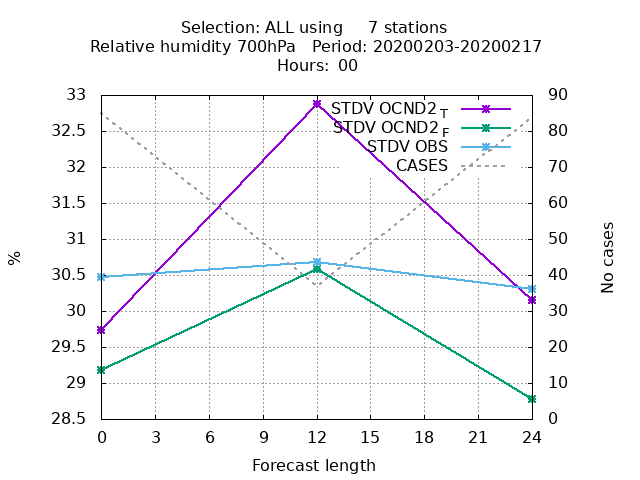 Selection: ALL using     7 stations
Relative humidity 700hPa   Period: 20200203-20200217
Hours: 00
33
32.5
32
31.5
31
30.5
30
29.5
29
28.5
%
STDV OCND2_T
STDV OCND2_F
STDV OBS
CASES
90
80
70
60
50
40
30
20
10
0
No cases
0 3 6 9 12 15 18 21 24
Forecast length